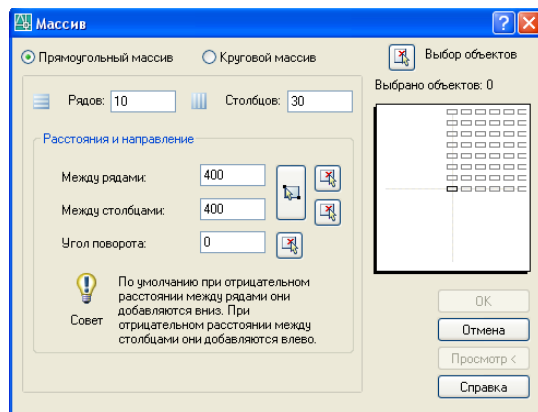 Массив
Прямоугольный массив
Круговой массив
Выбор объектов
Выбрано объектов: 0
Рядов: 10
Столбцов: 30
Расстояния и направление
Между рядами: 400
Между столбцами: 400
Угол поворота: 0
Совет
По умолчанию при отрицательном
расстоянии между рядами они
добавляются вниз. При
отрицательном расстоянии между
столбцами они добавляются влево.
OK
Отмена
Просмотр <
Справка